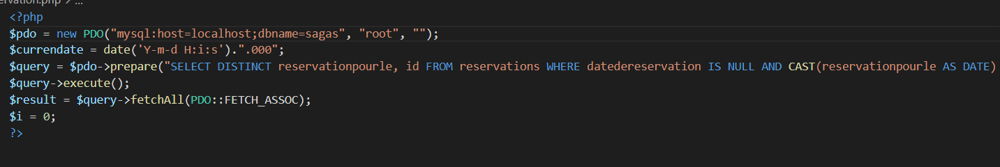 ervation.php > ...
<?php
$pdo = new PDO("mysql:host=localhost;dbname=sagas", "root", "");
$currendate = date('Y-m-d H:i:s').".000";
$query = $pdo->prepare("SELECT DISTINCT reservationpourle, id FROM reservations WHERE datedereservation IS NULL AND CAST(reservationpourle AS DATE)
$query->execute();
$result = $query->fetchAll(PDO::FETCH_ASSOC);
$i = 0;
?>